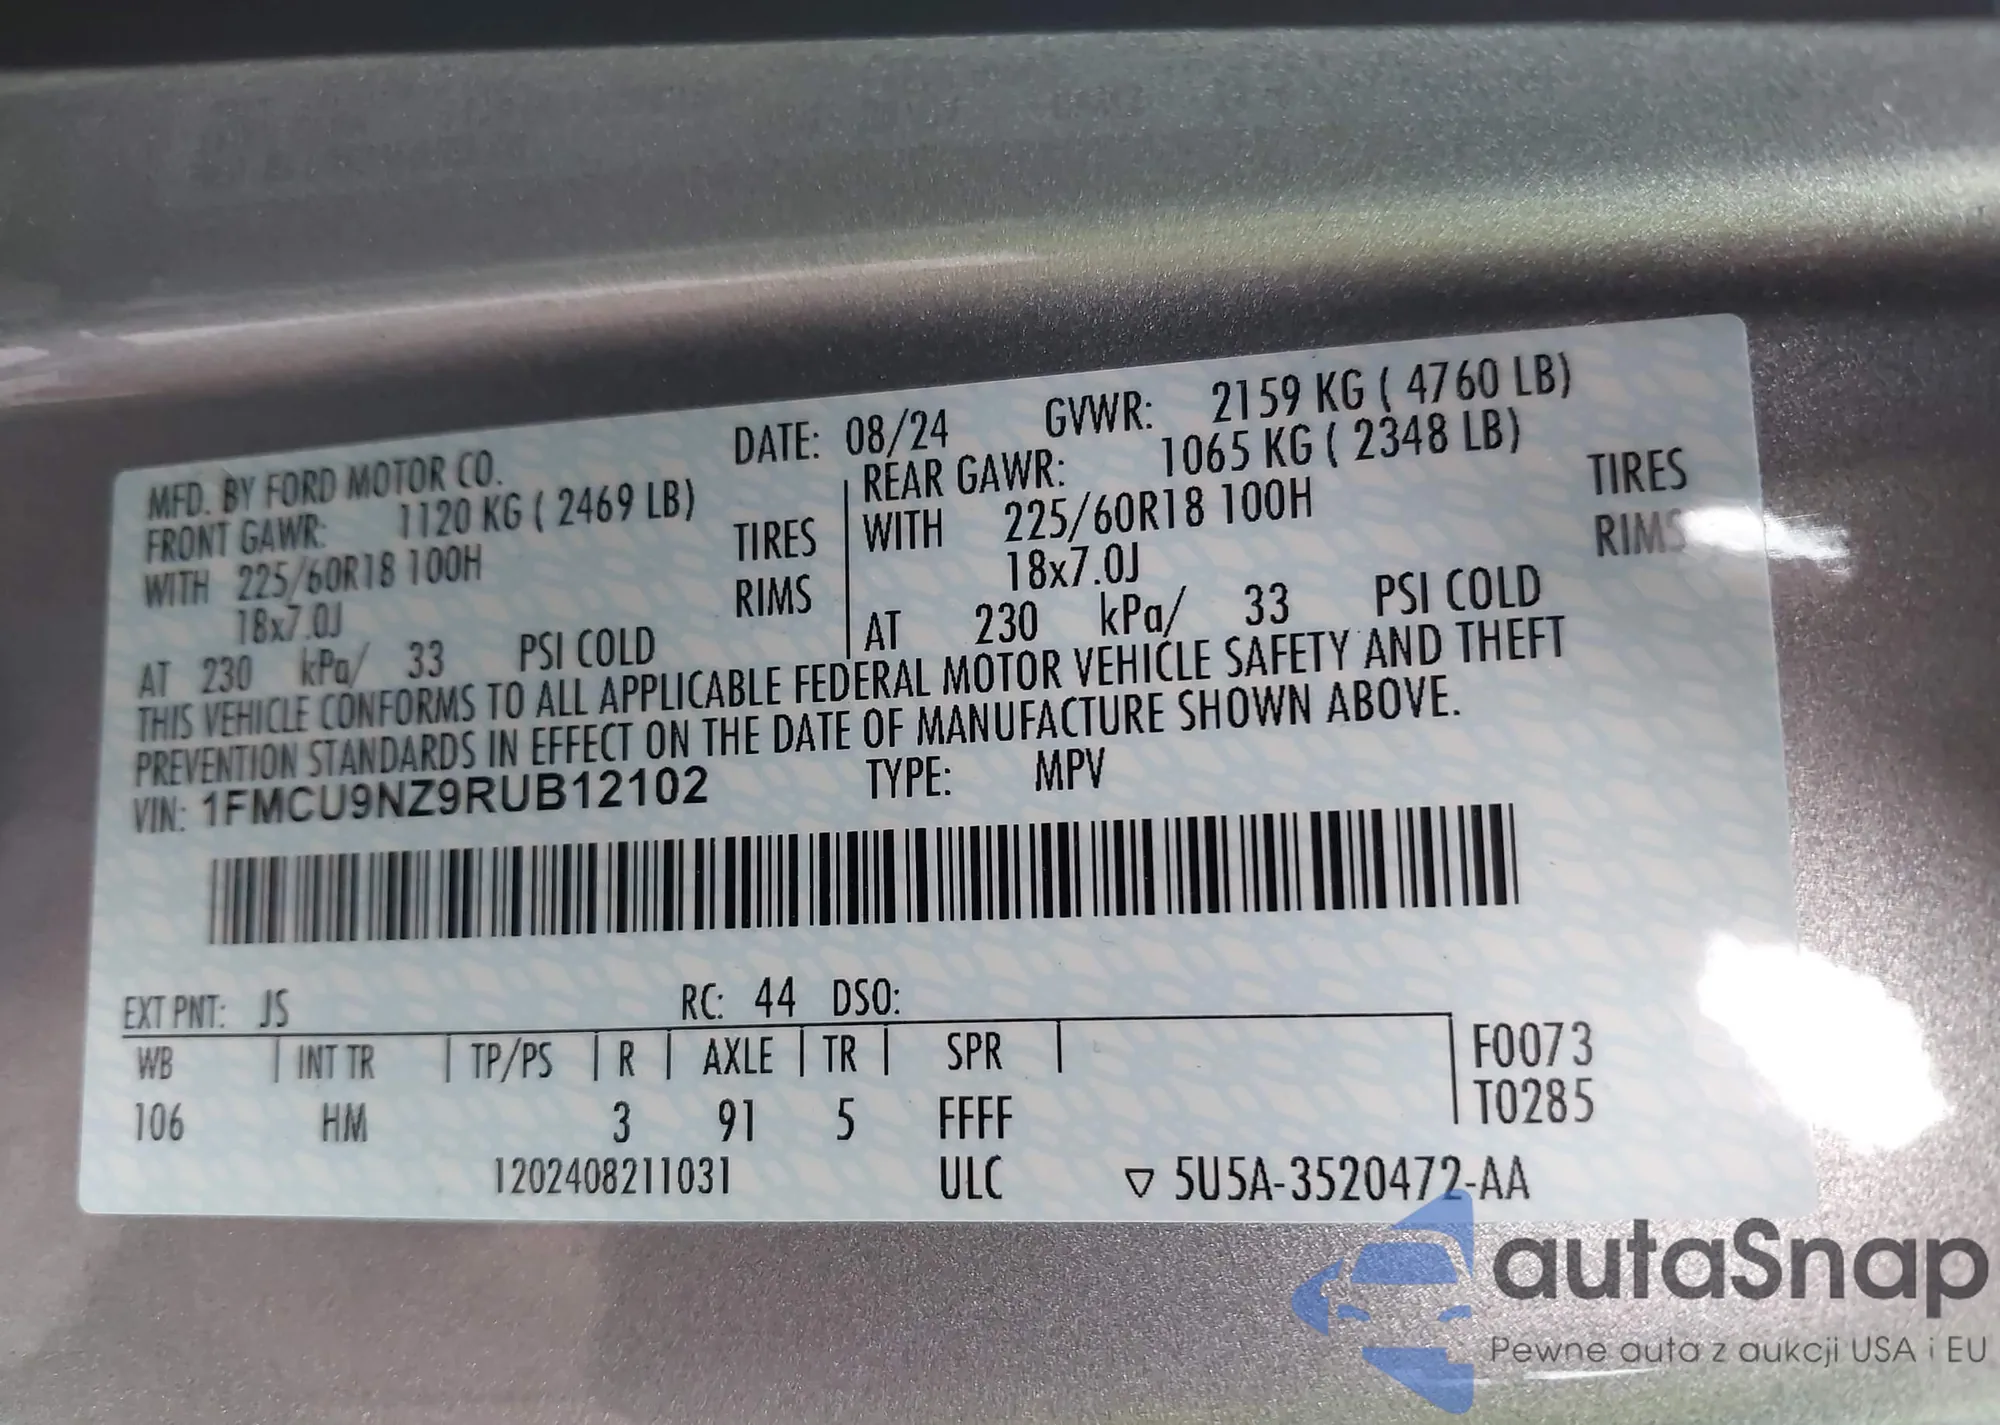 MFD. BY FORD MOTOR CO. DATE: 08/24 GVWR: 2159 KG ( 4760 LB)
FRONT GAWR: 1120 KG ( 2469 LB)
WITH 225/60R18 100H TIRES
18x7.0J RIMS
AT 230 kPa/ 33 PSI COLD
REAR GAWR: 1065 KG ( 2348 LB)
WITH 225/60R18 100H TIRES
18x7.0J RIMS
AT 230 kPa/ 33 PSI COLD
THIS VEHICLE CONFORMS TO ALL APPLICABLE FEDERAL MOTOR VEHICLE SAFETY AND THEFT
PREVENTION STANDARDS IN EFFECT ON THE DATE OF MANUFACTURE SHOWN ABOVE.
VIN: 1FMCU9NZ9RUB12102 TYPE: MPV
EXT PNT: JS RC: 44 DSO:
WB INT TR TP/PS R AXLE TR SPR F0073
106 HM 3 91 5 FFFF T0285
1202408211031 ULC ▽ 5U5A-3520472-AA
autaSnap
Pewne auta z aukcji USA i EU